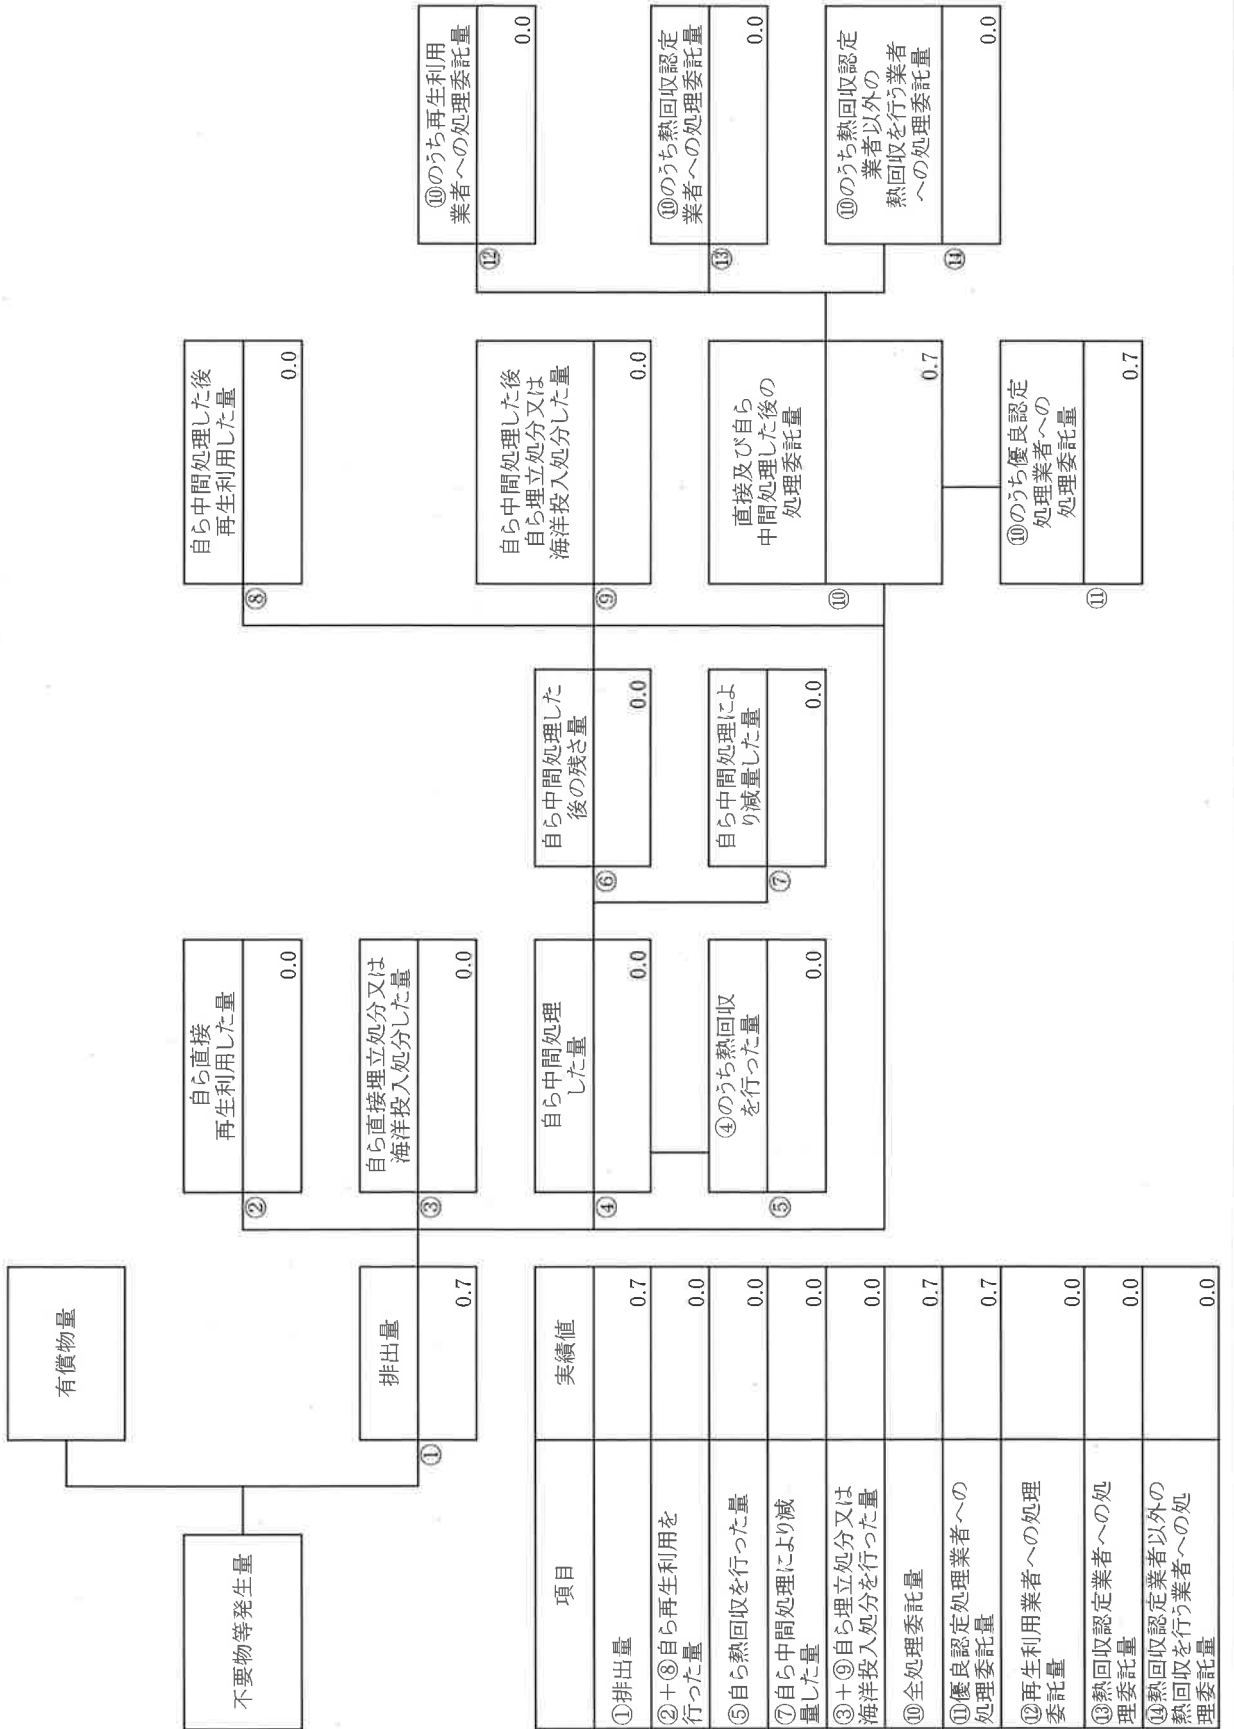 不要物等発生量
有償物量
①
排出量
0.7
②
自ら直接
再生利用した量
0.0
③
自ら直接埋立処分又は
海洋投入処分した量
0.0
④
自ら中間処理
した量
0.0
⑤
④のうち熱回収
を行った量
0.0
⑥
自ら中間処理した
後の残さ量
0.0
⑦
自ら中間処理によ
り減量した量
0.0
⑧
自ら中間処理した後
再生利用した量
0.0
⑨
自ら中間処理した後
自ら埋立処分又は
海洋投入処分した量
0.0
⑩
直接及び自ら
中間処理した後の
処理委託量
0.7
⑪
⑩のうち優良認定
処理業者への
処理委託量
0.7
⑫
⑩のうち再生利用
業者への処理委託量
0.0
⑬
⑩のうち熱回収認定
業者への処理委託量
0.0
⑭
⑩のうち熱回収認定
業者以外の
熱回収を行う業者
への処理委託量
0.0
項目
実績値
①排出量
0.7
②＋⑧自ら再生利用を
行った量
0.0
⑤自ら熱回収を行った量
0.0
⑦自ら中間処理により減
量した量
0.0
③＋⑨自ら埋立処分又は
海洋投入処分を行った量
0.0
⑩全処理委託量
0.7
⑪優良認定処理業者への
処理委託量
0.7
⑫再生利用業者への処理
委託量
0.0
⑬熱回収認定業者への処
理委託量
0.0
⑭熱回収認定業者以外の
熱回収を行う業者への処
理委託量
0.0